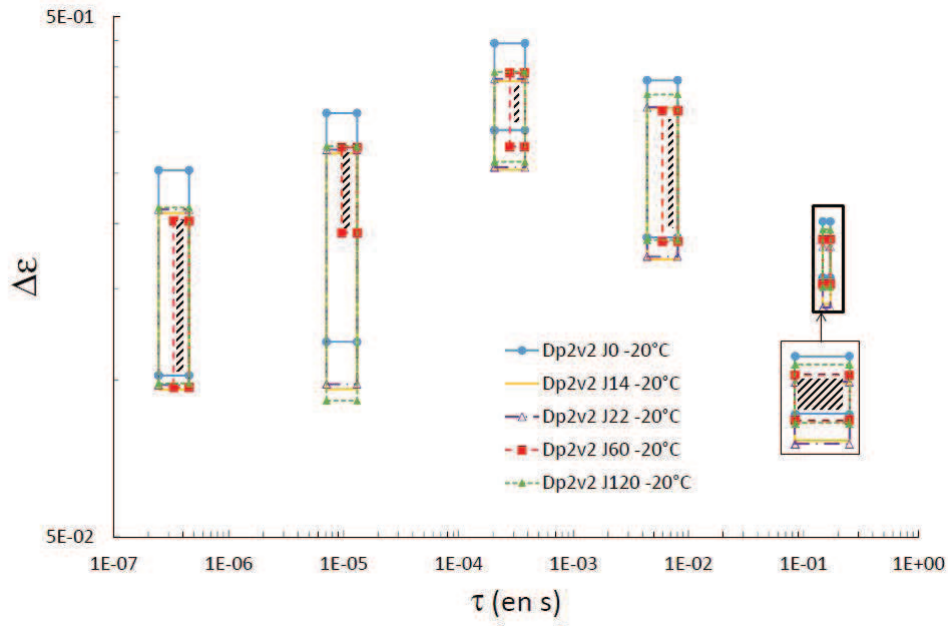 5E-01
Δε
Dp2v2 J0 -20°C
Dp2v2 J14 -20°C
Dp2v2 J22 -20°C
Dp2v2 J60 -20°C
Dp2v2 J120 -20°C
5E-02
1E-07 1E-06 1E-05 1E-04 1E-03 1E-02 1E-01 1E+00
τ (en s)